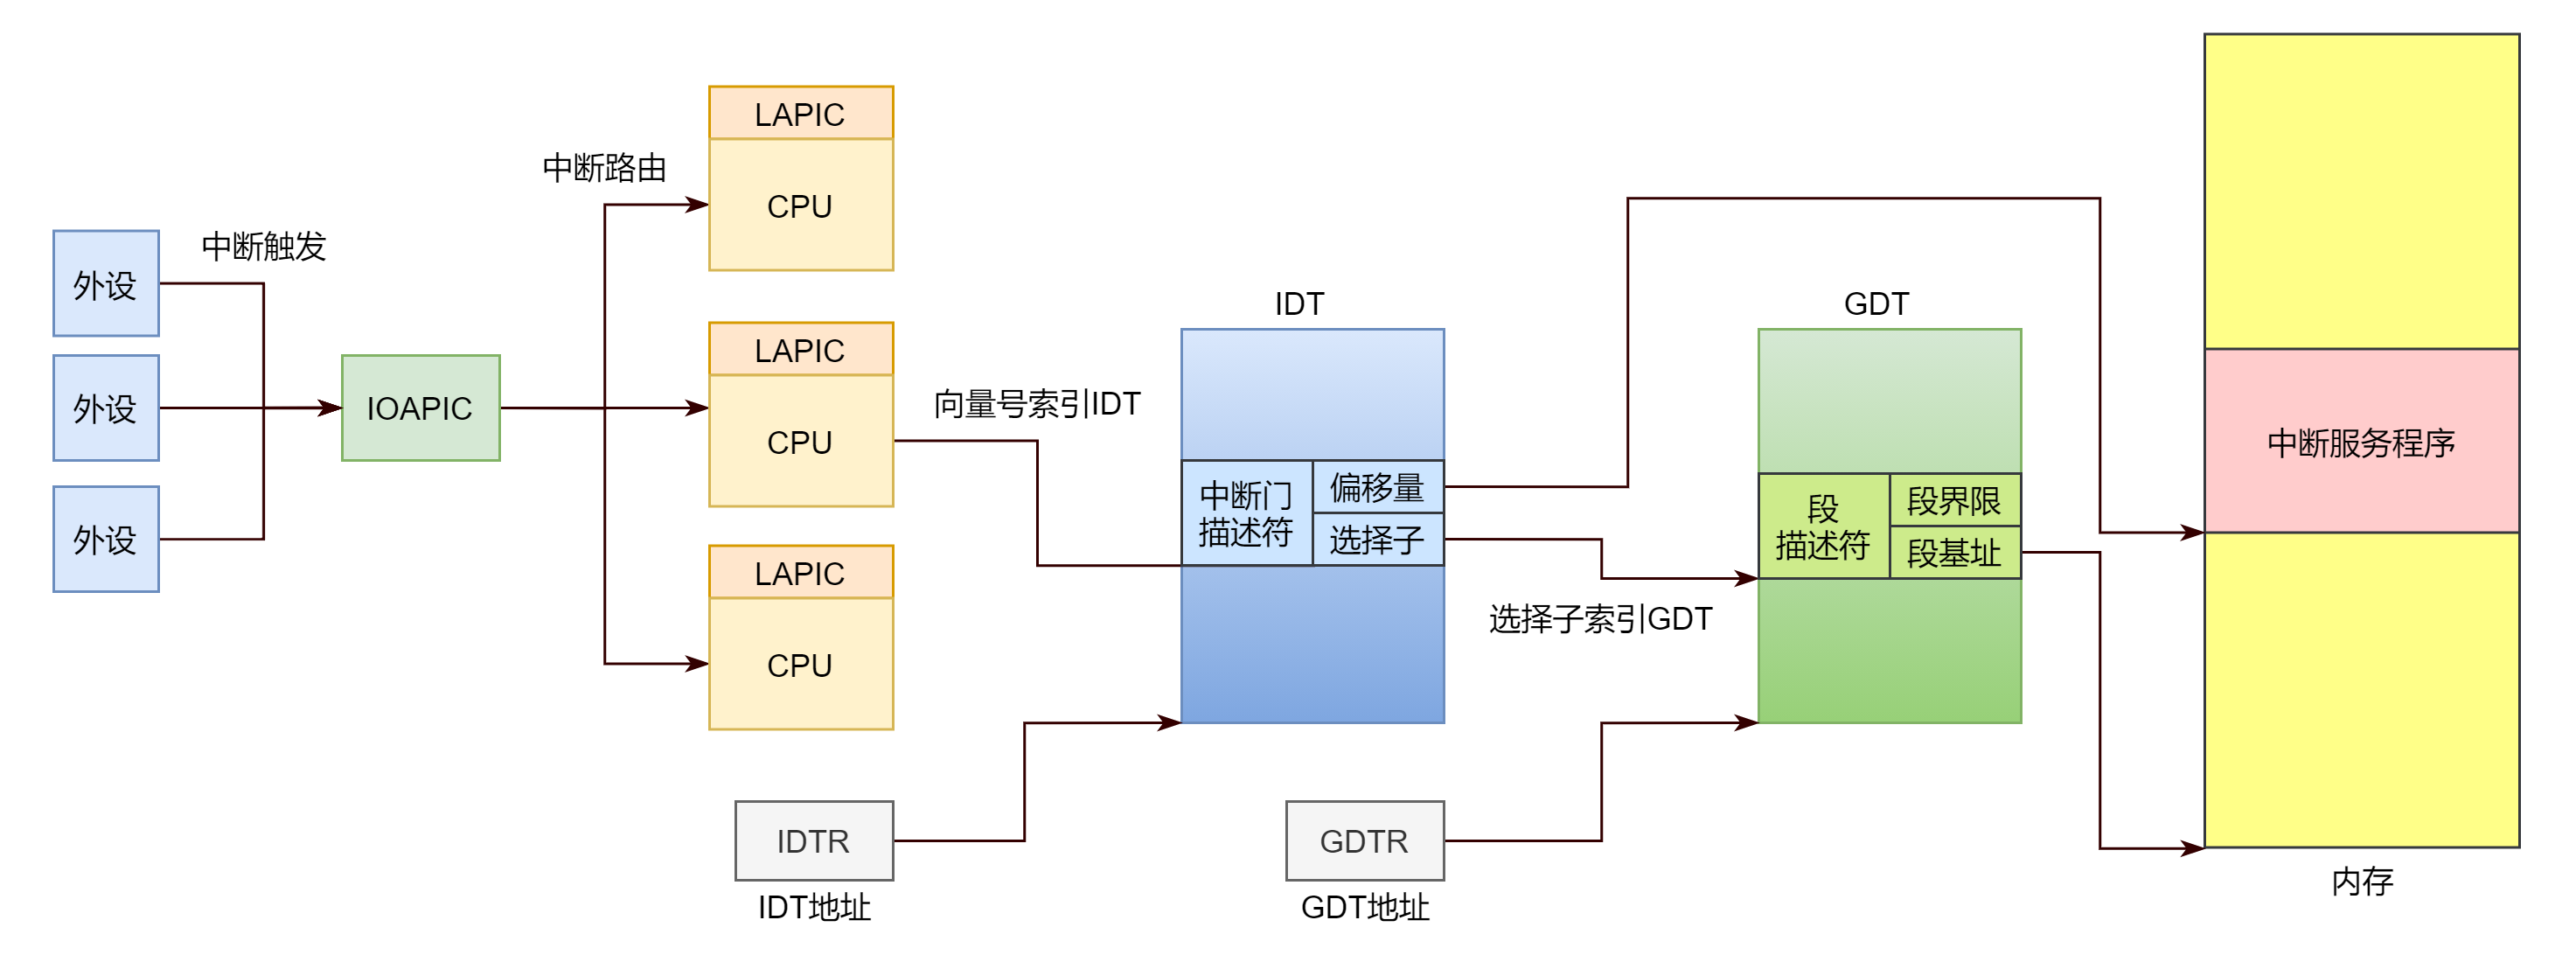 外设
外设
外设
中断触发
IOAPIC
中断路由
LAPIC
CPU
LAPIC
CPU
LAPIC
CPU
向量号索引IDT
IDTR
IDT地址
IDT
中断门
描述符
偏移量
选择子
选择子索引GDT
GDTR
GDT地址
GDT
段
描述符
段界限
段基址
中断服务程序
内存